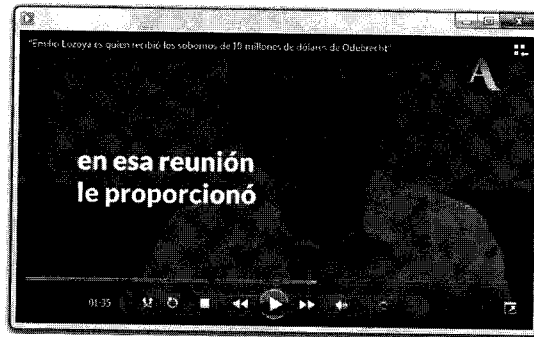 "Emilio Lozoya es quien recibió los sobornos de 10 millones de dólares de Odebrecht"
A
en esa reunión
le proporcionó
01:35